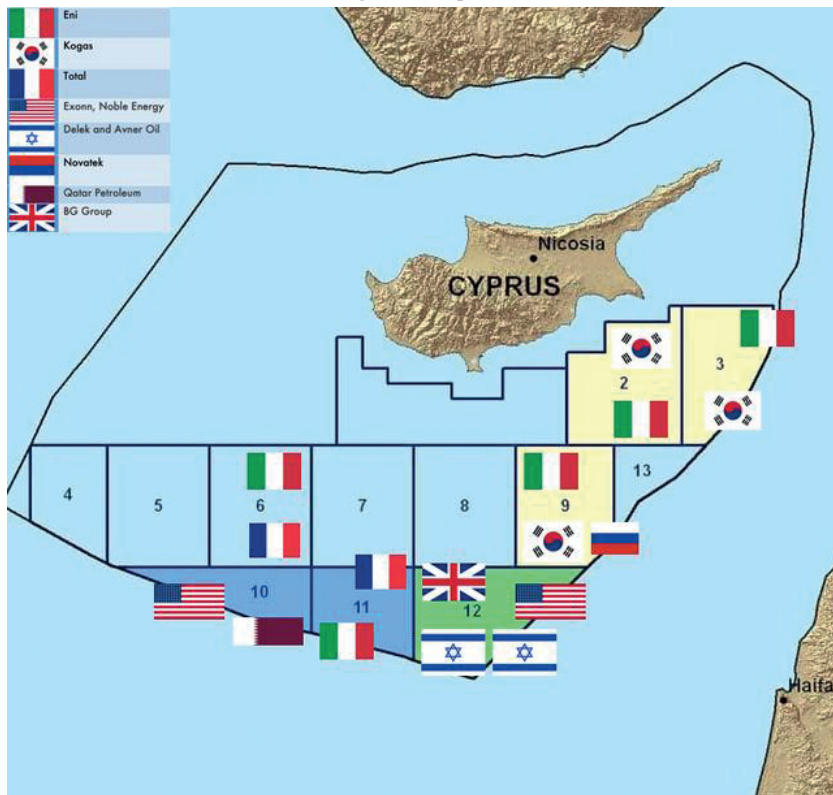 Eni
Kogas
Total
Exonn, Noble Energy
Delek and Avner Oil
Novatek
Qatar Petroleum
BG Group
Nicosia
CYPRUS
2
3
4
5
6
7
8
9
13
10
11
12
Haifa